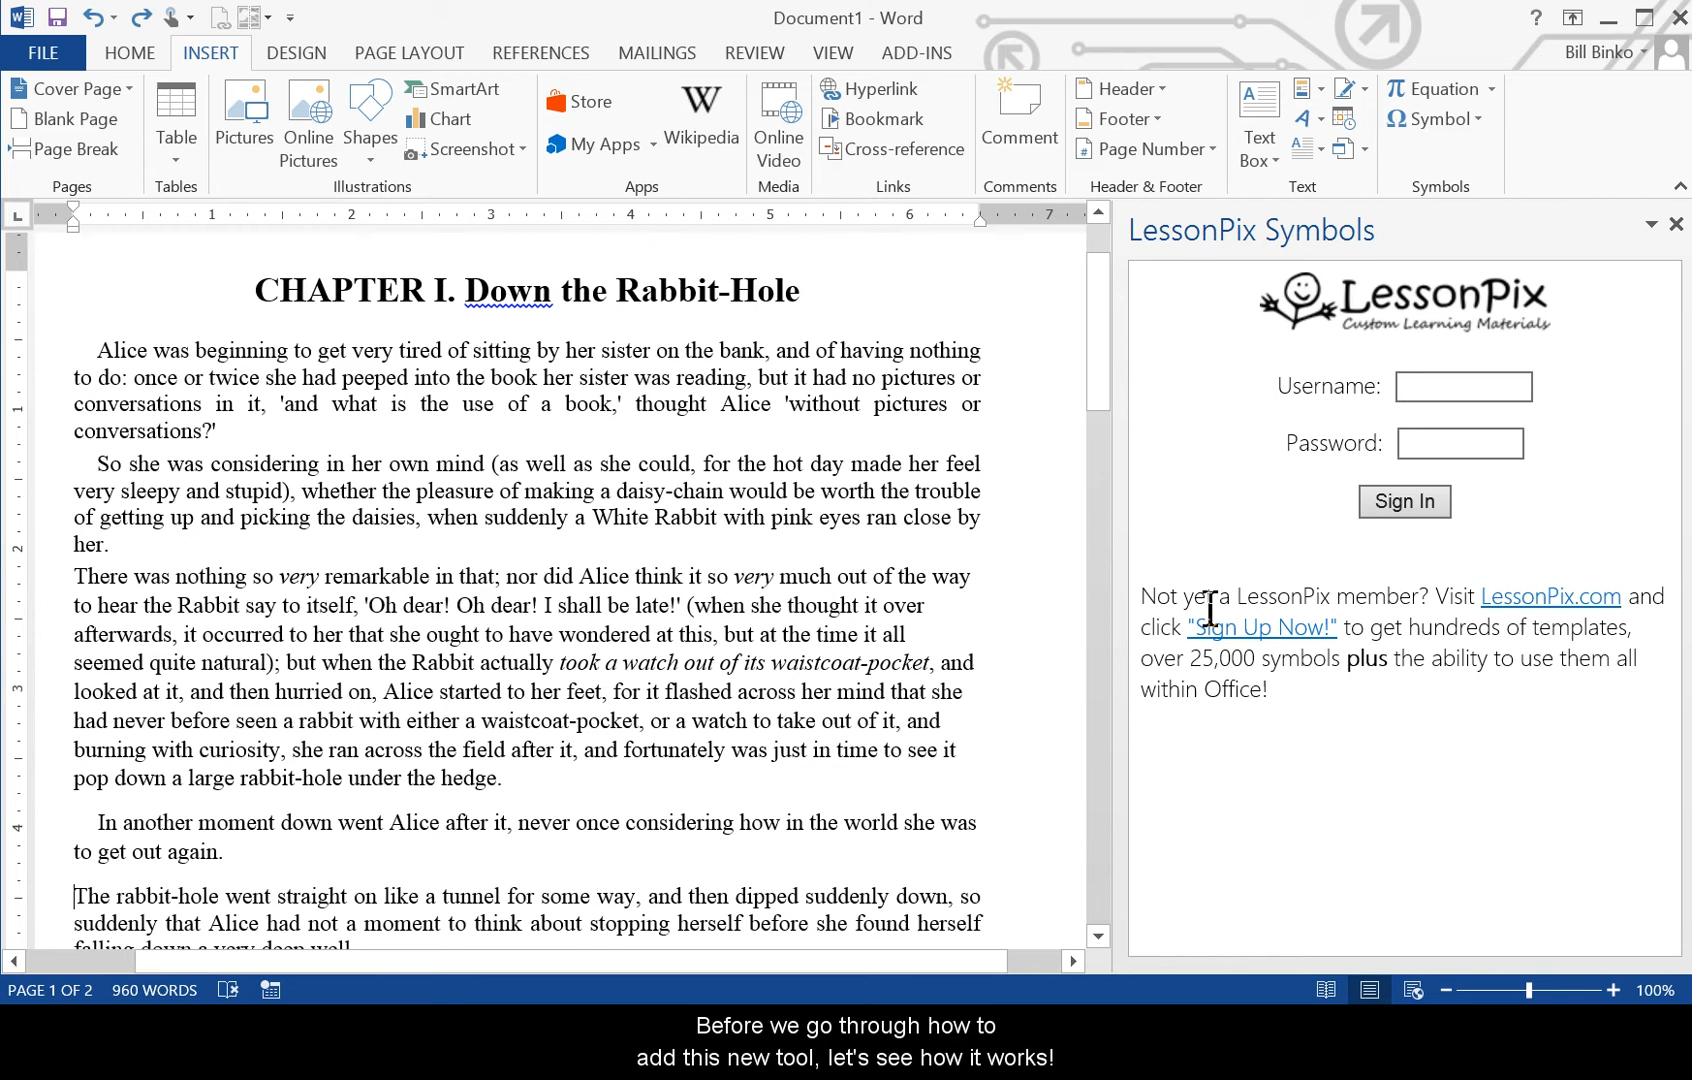 Document1 - Word
FILE HOME INSERT DESIGN PAGE LAYOUT REFERENCES MAILINGS REVIEW VIEW ADD-INS Bill Binko
Cover Page
Blank Page
Page Break
Pages
Table
Tables
Pictures
Online
Pictures
Shapes
SmartArt
Chart
Screenshot
Illustrations
Store
My Apps
W
Wikipedia
Apps
Online
Video
Media
Hyperlink
Bookmark
Cross-reference
Links
Comment
Comments
Header
Footer
Page Number
Header & Footer
Text
Box
Text
π Equation
Ω Symbol
Symbols
1 2 3 4 5 6 7
CHAPTER I. Down the Rabbit-Hole
Alice was beginning to get very tired of sitting by her sister on the bank, and of having nothing
to do: once or twice she had peeped into the book her sister was reading, but it had no pictures or
conversations in it, 'and what is the use of a book,' thought Alice 'without pictures or
conversations?'
So she was considering in her own mind (as well as she could, for the hot day made her feel
very sleepy and stupid), whether the pleasure of making a daisy-chain would be worth the trouble
of getting up and picking the daisies, when suddenly a White Rabbit with pink eyes ran close by
her.
There was nothing so very remarkable in that; nor did Alice think it so very much out of the way
to hear the Rabbit say to itself, 'Oh dear! Oh dear! I shall be late!' (when she thought it over
afterwards, it occurred to her that she ought to have wondered at this, but at the time it all
seemed quite natural); but when the Rabbit actually took a watch out of its waistcoat-pocket, and
looked at it, and then hurried on, Alice started to her feet, for it flashed across her mind that she
had never before seen a rabbit with either a waistcoat-pocket, or a watch to take out of it, and
burning with curiosity, she ran across the field after it, and fortunately was just in time to see it
pop down a large rabbit-hole under the hedge.
In another moment down went Alice after it, never once considering how in the world she was
to get out again.
The rabbit-hole went straight on like a tunnel for some way, and then dipped suddenly down, so
suddenly that Alice had not a moment to think about stopping herself before she found herself
falling down a very deep well.
1
2
3
4
LessonPix Symbols
LessonPix
Custom Learning Materials
Username:
Password:
Sign In
Not yet a LessonPix member? Visit LessonPix.com and
click "Sign Up Now!" to get hundreds of templates,
over 25,000 symbols plus the ability to use them all
within Office!
PAGE 1 OF 2 960 WORDS 100%
Before we go through how to
add this new tool, let's see how it works!